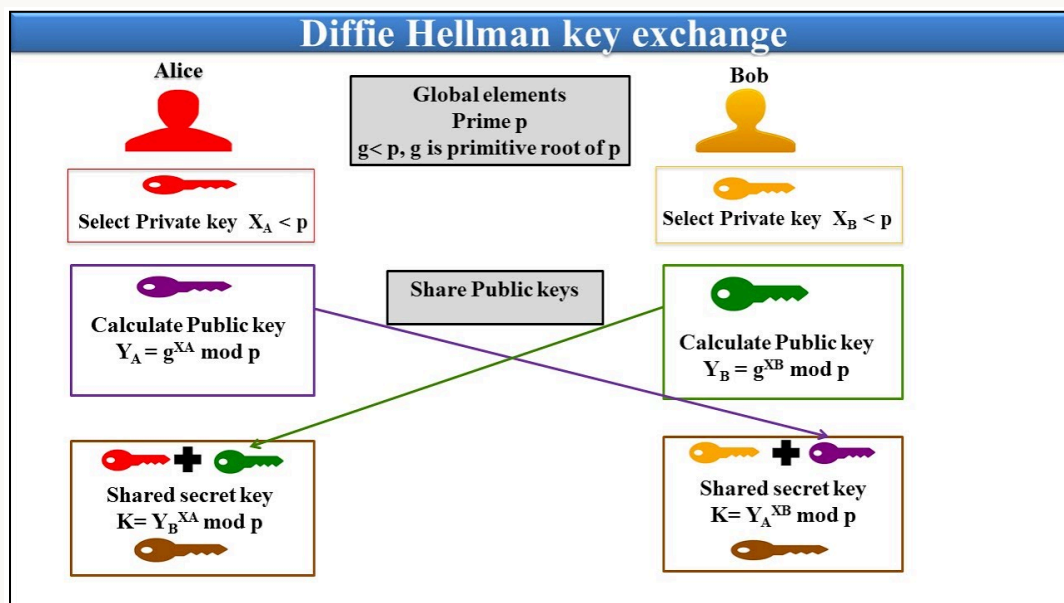 Diffie Hellman key exchange
Alice
Bob
Global elements
Prime p
g< p, g is primitive root of p
Select Private key X_A < p
Select Private key X_B < p
Share Public keys
Calculate Public key
Y_A = g^XA mod p
Calculate Public key
Y_B = g^XB mod p
Shared secret key
K= Y_B^XA mod p
Shared secret key
K= Y_A^XB mod p